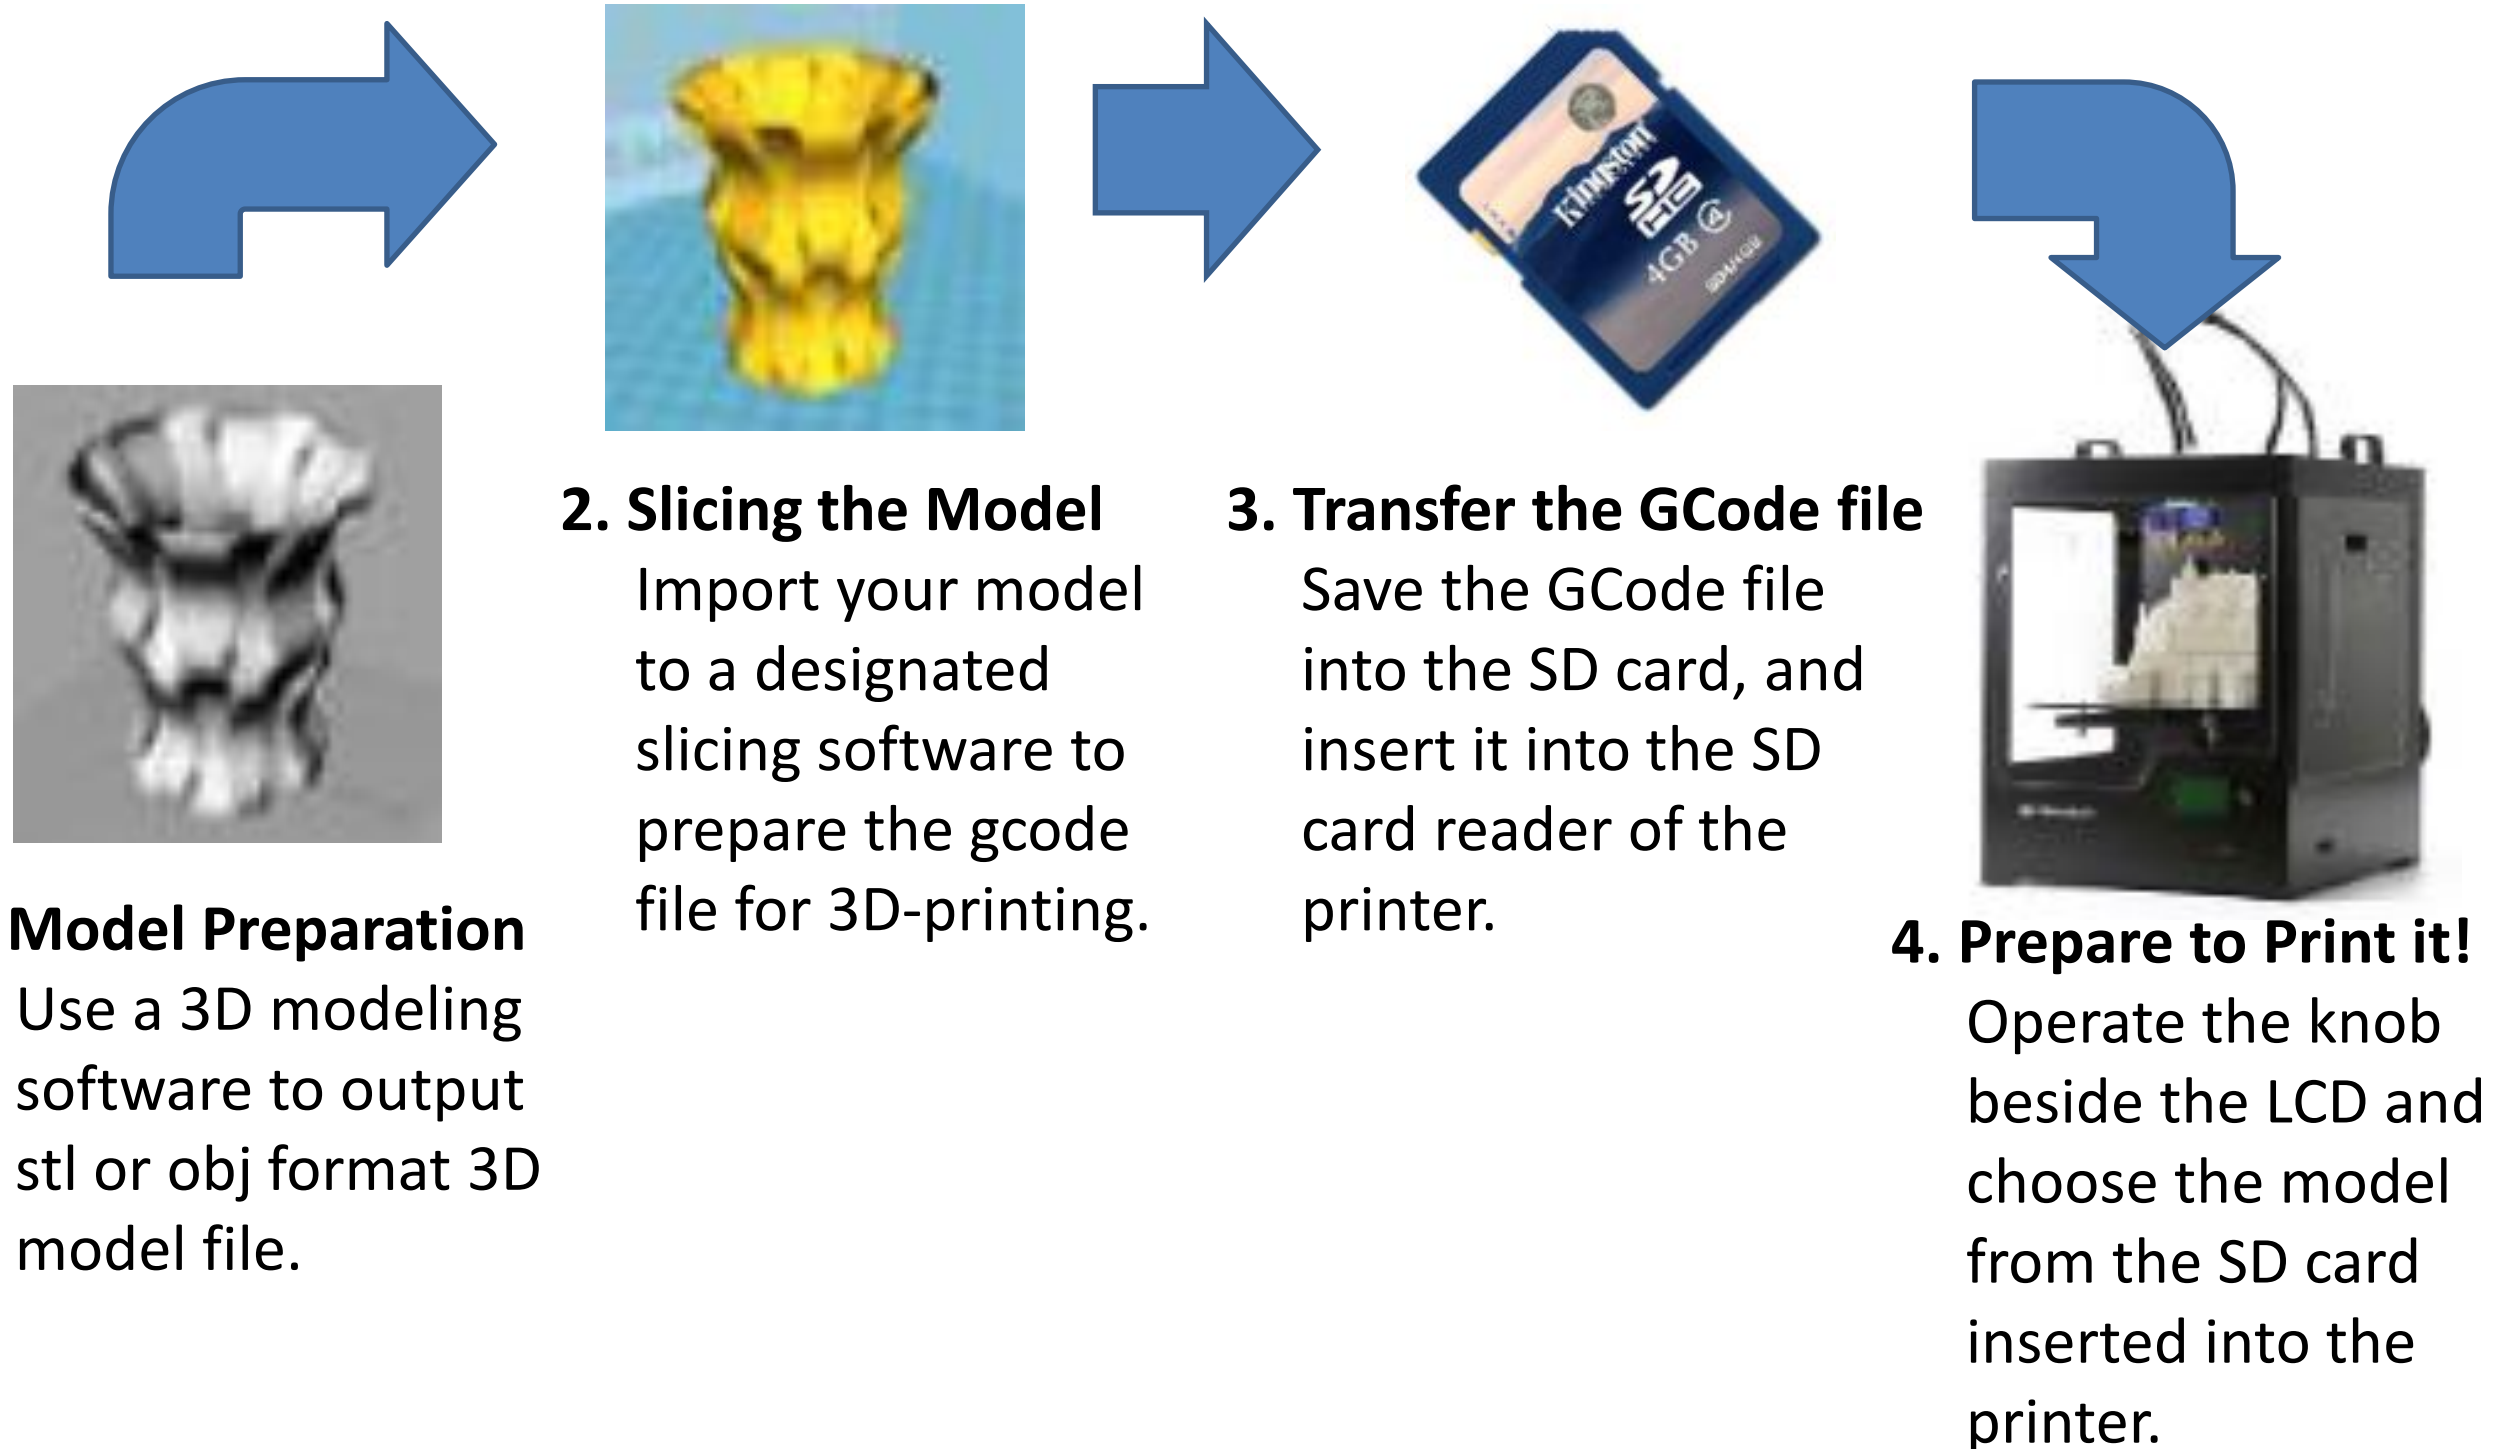 Kingston
4GB
Model Preparation
Use a 3D modeling
software to output
stl or obj format 3D
model file.
2. Slicing the Model
Import your model
to a designated
slicing software to
prepare the gcode
file for 3D-printing.
3. Transfer the GCode file
Save the GCode file
into the SD card, and
insert it into the SD
card reader of the
printer.
4. Prepare to Print it!
Operate the knob
beside the LCD and
choose the model
from the SD card
inserted into the
printer.